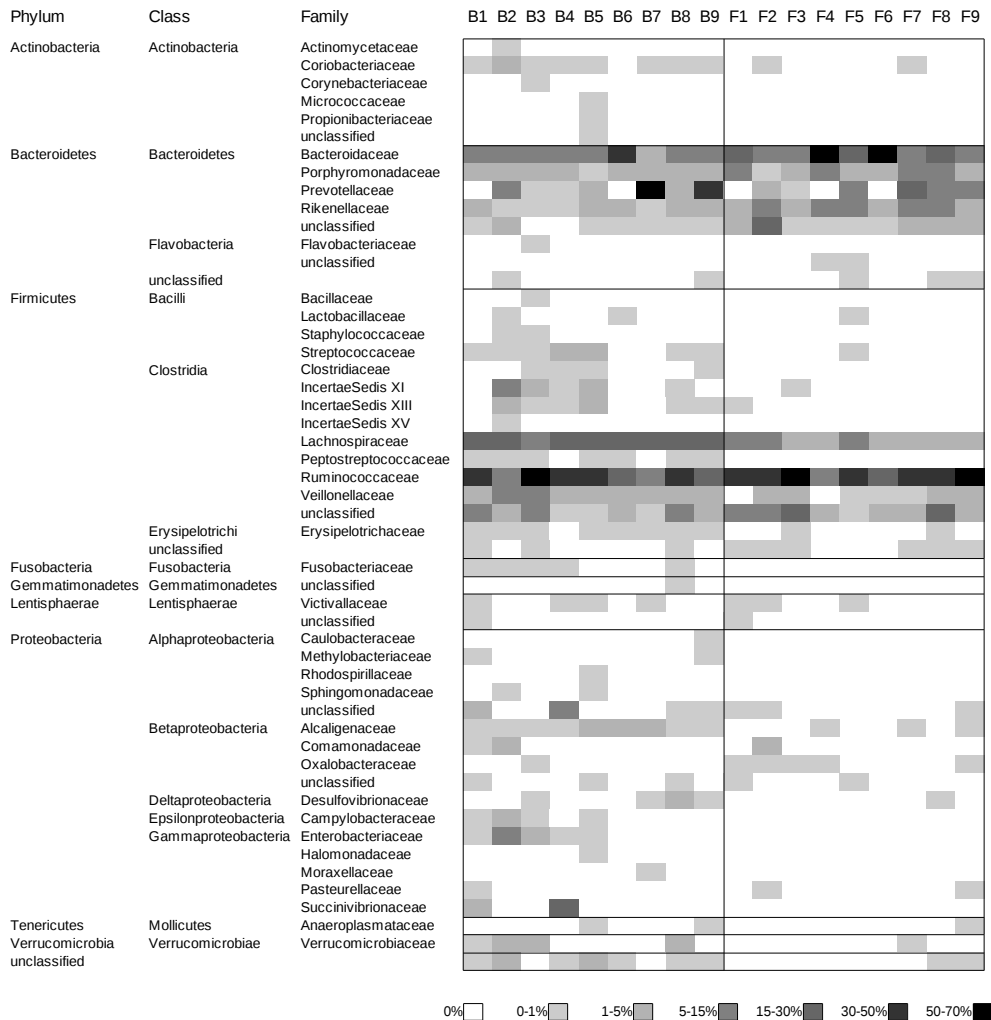 Phylum Class Family B1 B2 B3 B4 B5 B6 B7 B8 B9 F1 F2 F3 F4 F5 F6 F7 F8 F9
Actinobacteria Actinobacteria Actinomycetaceae
Coriobacteriaceae
Corynebacteriaceae
Micrococcaceae
Propionibacteriaceae
unclassified
Bacteroidetes Bacteroidetes Bacteroidaceae
Porphyromonadaceae
Prevotellaceae
Rikenellaceae
unclassified
Flavobacteria Flavobacteriaceae
unclassified
unclassified
Firmicutes Bacilli Bacillaceae
Lactobacillaceae
Staphylococcaceae
Streptococcaceae
Clostridia Clostridiaceae
IncertaeSedis XI
IncertaeSedis XIII
IncertaeSedis XV
Lachnospiraceae
Peptostreptococcaceae
Ruminococcaceae
Veillonellaceae
unclassified
Erysipelotrichi Erysipelotrichaceae
unclassified
Fusobacteria Fusobacteria Fusobacteriaceae
Gemmatimonadetes Gemmatimonadetes unclassified
Lentisphaerae Lentisphaerae Victivallaceae
unclassified
Proteobacteria Alphaproteobacteria Caulobacteraceae
Methylobacteriaceae
Rhodospirillaceae
Sphingomonadaceae
unclassified
Betaproteobacteria Alcaligenaceae
Comamonadaceae
Oxalobacteraceae
unclassified
Deltaproteobacteria Desulfovibrionaceae
Epsilonproteobacteria Campylobacteraceae
Gammaproteobacteria Enterobacteriaceae
Halomonadaceae
Moraxellaceae
Pasteurellaceae
Succinivibrionaceae
Tenericutes Mollicutes Anaeroplasmataceae
Verrucomicrobia Verrucomicrobiae Verrucomicrobiaceae
unclassified
0% 0-1% 1-5% 5-15% 15-30% 30-50% 50-70%